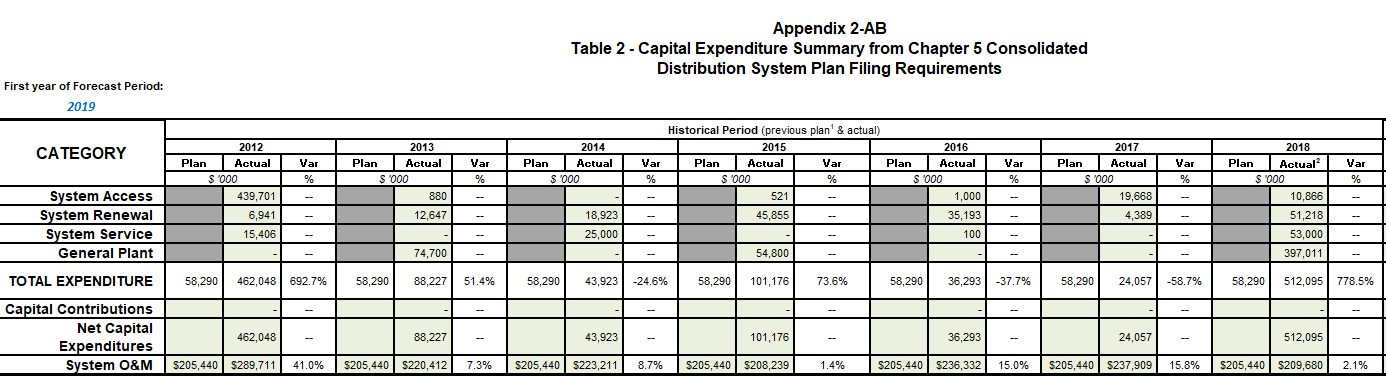 Appendix 2-AB
Table 2 - Capital Expenditure Summary from Chapter 5 Consolidated
Distribution System Plan Filing Requirements
First year of Forecast Period:
2019
CATEGORY
Historical Period (previous plan¹ & actual)
2012 2013 2014 2015 2016 2017 2018
Plan Actual Var Plan Actual Var Plan Actual Var Plan Actual Var Plan Actual Var Plan Actual Var Plan Actual² Var
$ '000 % $ '000 % $ '000 % $ '000 % $ '000 % $ '000 % $ '000 %
System Access 439,701 -- 880 -- - -- 521 -- 1,000 -- 19,668 -- 10,866 --
System Renewal 6,941 -- 12,647 -- 18,923 -- 45,855 -- 35,193 -- 4,389 -- 51,218 --
System Service 15,406 -- - -- 25,000 -- - -- 100 -- - -- 53,000 --
General Plant - -- 74,700 -- - -- 54,800 -- - -- - -- 397,011 --
TOTAL EXPENDITURE 58,290 462,048 692.7% 58,290 88,227 51.4% 58,290 43,923 -24.6% 58,290 101,176 73.6% 58,290 36,293 -37.7% 58,290 24,057 -58.7% 58,290 512,095 778.5%
Capital Contributions - -- - -- - -- - -- - -- - -- - --
Net Capital
Expenditures 462,048 -- 88,227 -- 43,923 -- 101,176 -- 36,293 -- 24,057 -- 512,095 --
System O&M $205,440 $289,711 41.0% $205,440 $220,412 7.3% $205,440 $223,211 8.7% $205,440 $208,239 1.4% $205,440 $236,332 15.0% $205,440 $237,909 15.8% $205,440 $209,680 2.1%